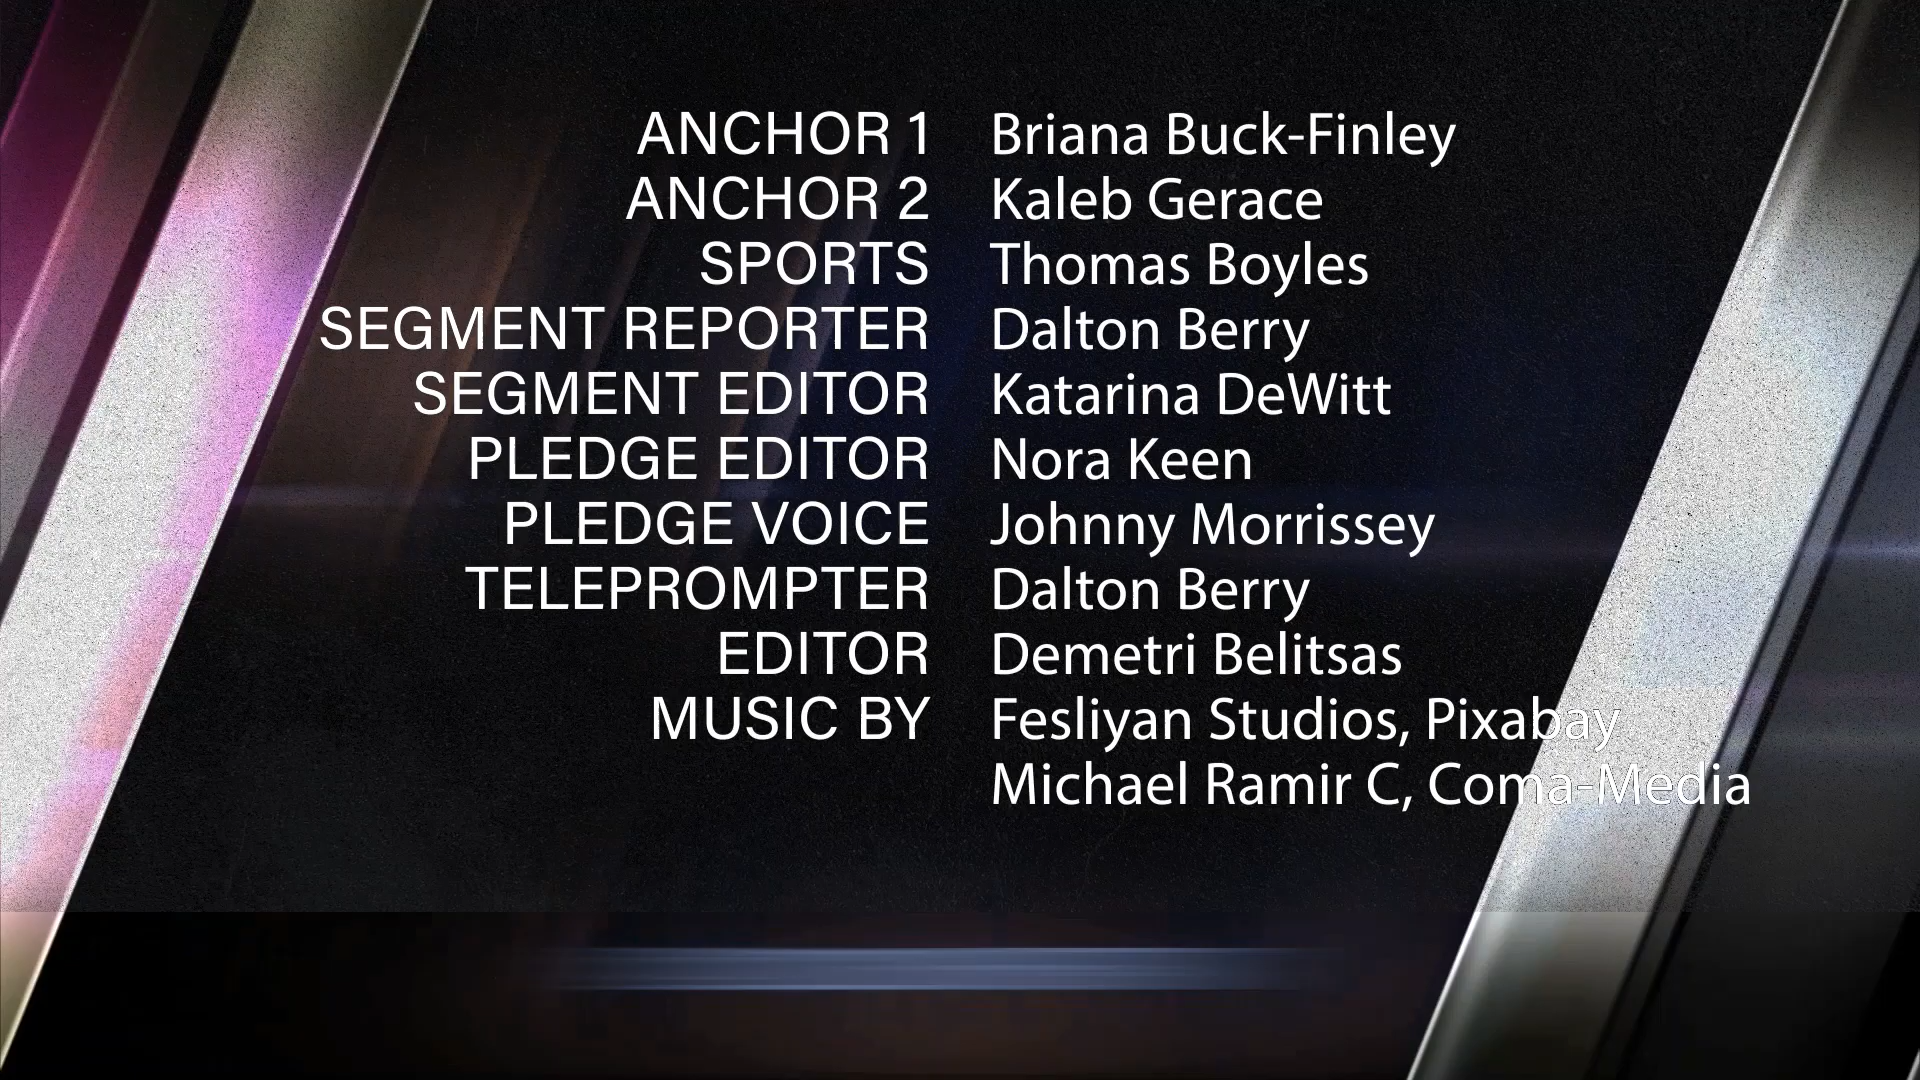 ANCHOR 1 Briana Buck-Finley
ANCHOR 2 Kaleb Gerace
SPORTS Thomas Boyles
SEGMENT REPORTER Dalton Berry
SEGMENT EDITOR Katarina DeWitt
PLEDGE EDITOR Nora Keen
PLEDGE VOICE Johnny Morrissey
TELEPROMPTER Dalton Berry
EDITOR Demetri Belitsas
MUSIC BY Fesliyan Studios, Pixabay
Michael Ramir C, Coma-Media